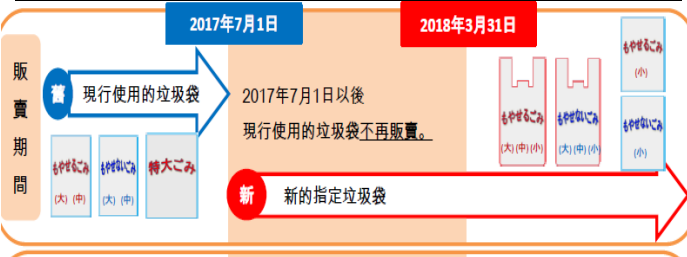 2017年7月1日
2018年3月31日
販賣期間
舊
現行使用的垃圾袋
2017年7月1日以後
現行使用的垃圾袋不再販賣。
もやせるごみ
(大) (中)
もやせないごみ
(大) (中)
特大ごみ
もやせるごみ
(大) (中) (小)
もやせないごみ
(大) (中) (小
もやせるごみ
(小)
もやせないごみ
(小)
新
新的指定垃圾袋